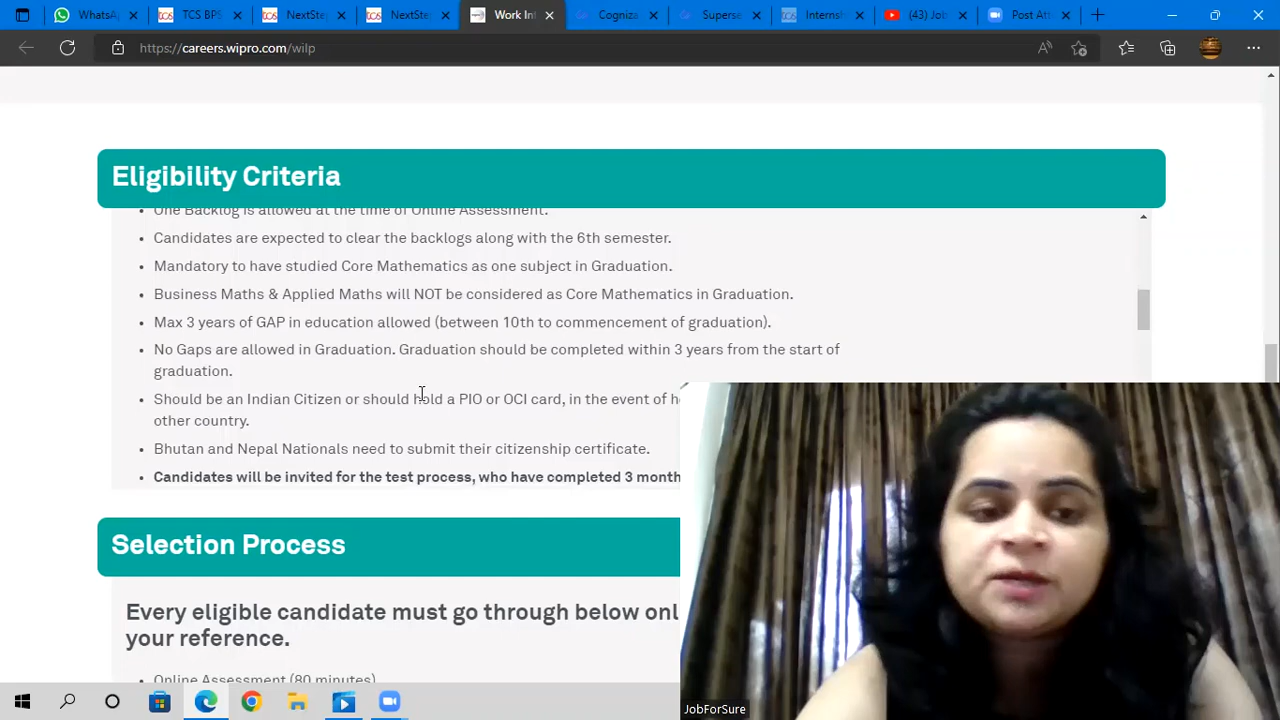 WhatsA
TCS BPS
NextSte
NextSte
Work Int
Cogniza
Superse
Internsh
(43) Job
Post Att
https://careers.wipro.com/wilp
Eligibility Criteria
One Backlog is allowed at the time of Online Assessment.
Candidates are expected to clear the backlogs along with the 6th semester.
Mandatory to have studied Core Mathematics as one subject in Graduation.
Business Maths & Applied Maths will NOT be considered as Core Mathematics in Graduation.
Max 3 years of GAP in education allowed (between 10th to commencement of graduation).
No Gaps are allowed in Graduation. Graduation should be completed within 3 years from the start of
graduation.
Should be an Indian Citizen or should hold a PIO or OCI card, in the event of h
other country.
Bhutan and Nepal Nationals need to submit their citizenship certificate.
Candidates will be invited for the test process, who have completed 3 month
Selection Process
Every eligible candidate must go through below onl
your reference.
Online Assessment (80 minutes)
JobForSure